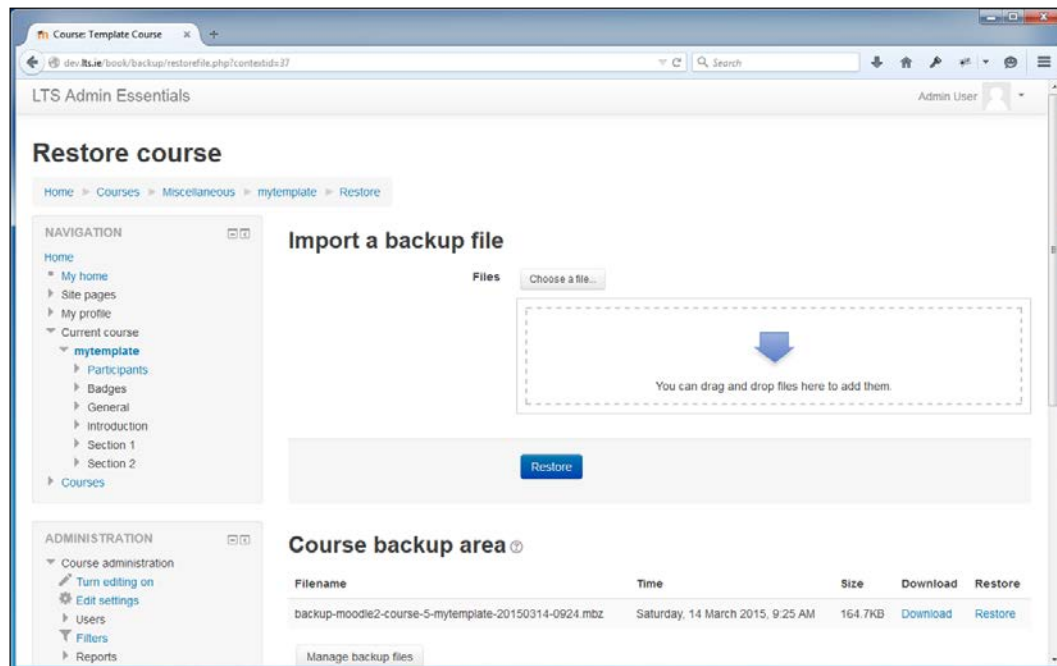 Course: Template Course
dev.lts.ie/book/backup/restorefile.php?contextid=37
Search
LTS Admin Essentials
Admin User
Restore course
Home Courses Miscellaneous mytemplate Restore
NAVIGATION
Home
My home
Site pages
My profile
Current course
mytemplate
Participants
Badges
General
Introduction
Section 1
Section 2
Courses
Import a backup file
Files
Choose a file...
You can drag and drop files here to add them.
Restore
ADMINISTRATION
Course administration
Turn editing on
Edit settings
Users
Filters
Reports
Course backup area
Filename Time Size Download Restore
backup-moodle2-course-5-mytemplate-20150314-0924.mbz Saturday, 14 March 2015, 9:25 AM 164.7KB Download Restore
Manage backup files